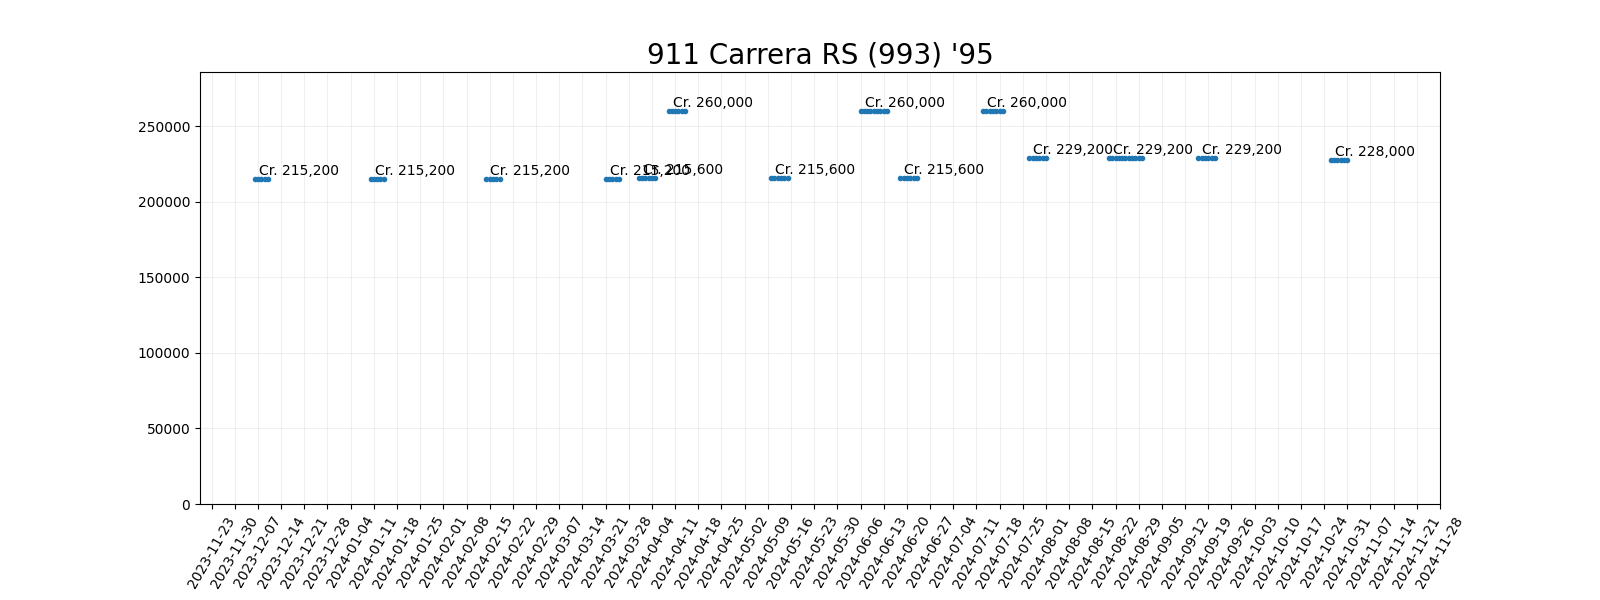 911 Carrera RS (993) '95
Cr. 260,000 Cr. 260,000 Cr. 260,000
250000
Cr. 229,200 Cr. 229,200 Cr. 229,200 Cr. 228,000
Cr. 215,200 Cr. 215,200 Cr. 215,200 Cr. 215,200 Cr. 215,600 Cr. 215,600 Cr. 215,600
200000
150000
100000
50000
0
2023-11-23 2023-11-30 2023-12-07 2023-12-14 2023-12-21 2023-12-28 2024-01-04 2024-01-11 2024-01-18 2024-01-25 2024-02-01 2024-02-08 2024-02-15 2024-02-22 2024-02-29 2024-03-07 2024-03-14 2024-03-21 2024-03-28 2024-04-04 2024-04-11 2024-04-18 2024-04-25 2024-05-02 2024-05-09 2024-05-16 2024-05-23 2024-05-30 2024-06-06 2024-06-13 2024-06-20 2024-06-27 2024-07-04 2024-07-11 2024-07-18 2024-07-25 2024-08-01 2024-08-08 2024-08-15 2024-08-22 2024-08-29 2024-09-05 2024-09-12 2024-09-19 2024-09-26 2024-10-03 2024-10-10 2024-10-17 2024-10-24 2024-10-31 2024-11-07 2024-11-14 2024-11-21 2024-11-28